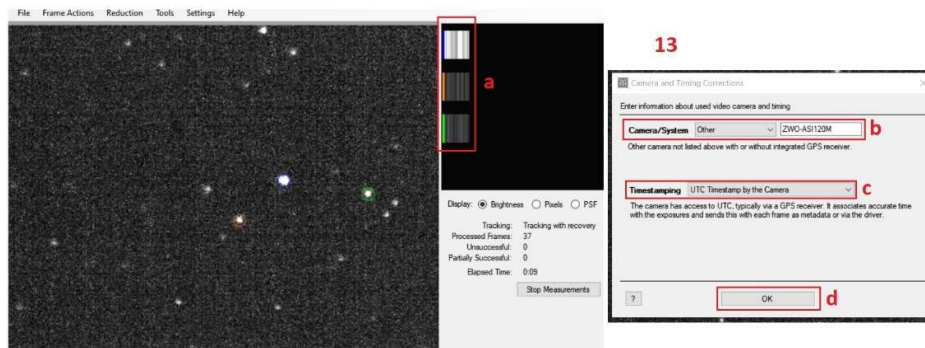 File Frame Actions Reduction Tools Settings Help
a
Display: Brightness Pixels PSF
Tracking: Tracking with recovery
Processed Frames: 37
Unsuccessful: 0
Partially Successful: 0
Elapsed Time: 0:09
Stop Measurements
13
Camera and Timing Corrections
Enter information about used video camera and timing
Camera/System Other ZWO-ASI120M b
Other camera not listed above with or without integrated GPS receiver.
Timestamping UTC Timestamp by the Camera c
The camera has access to UTC, typically via a GPS receiver. It associates accurate time
with the exposures and sends this with each frame as metadata or via the driver.
? OK d